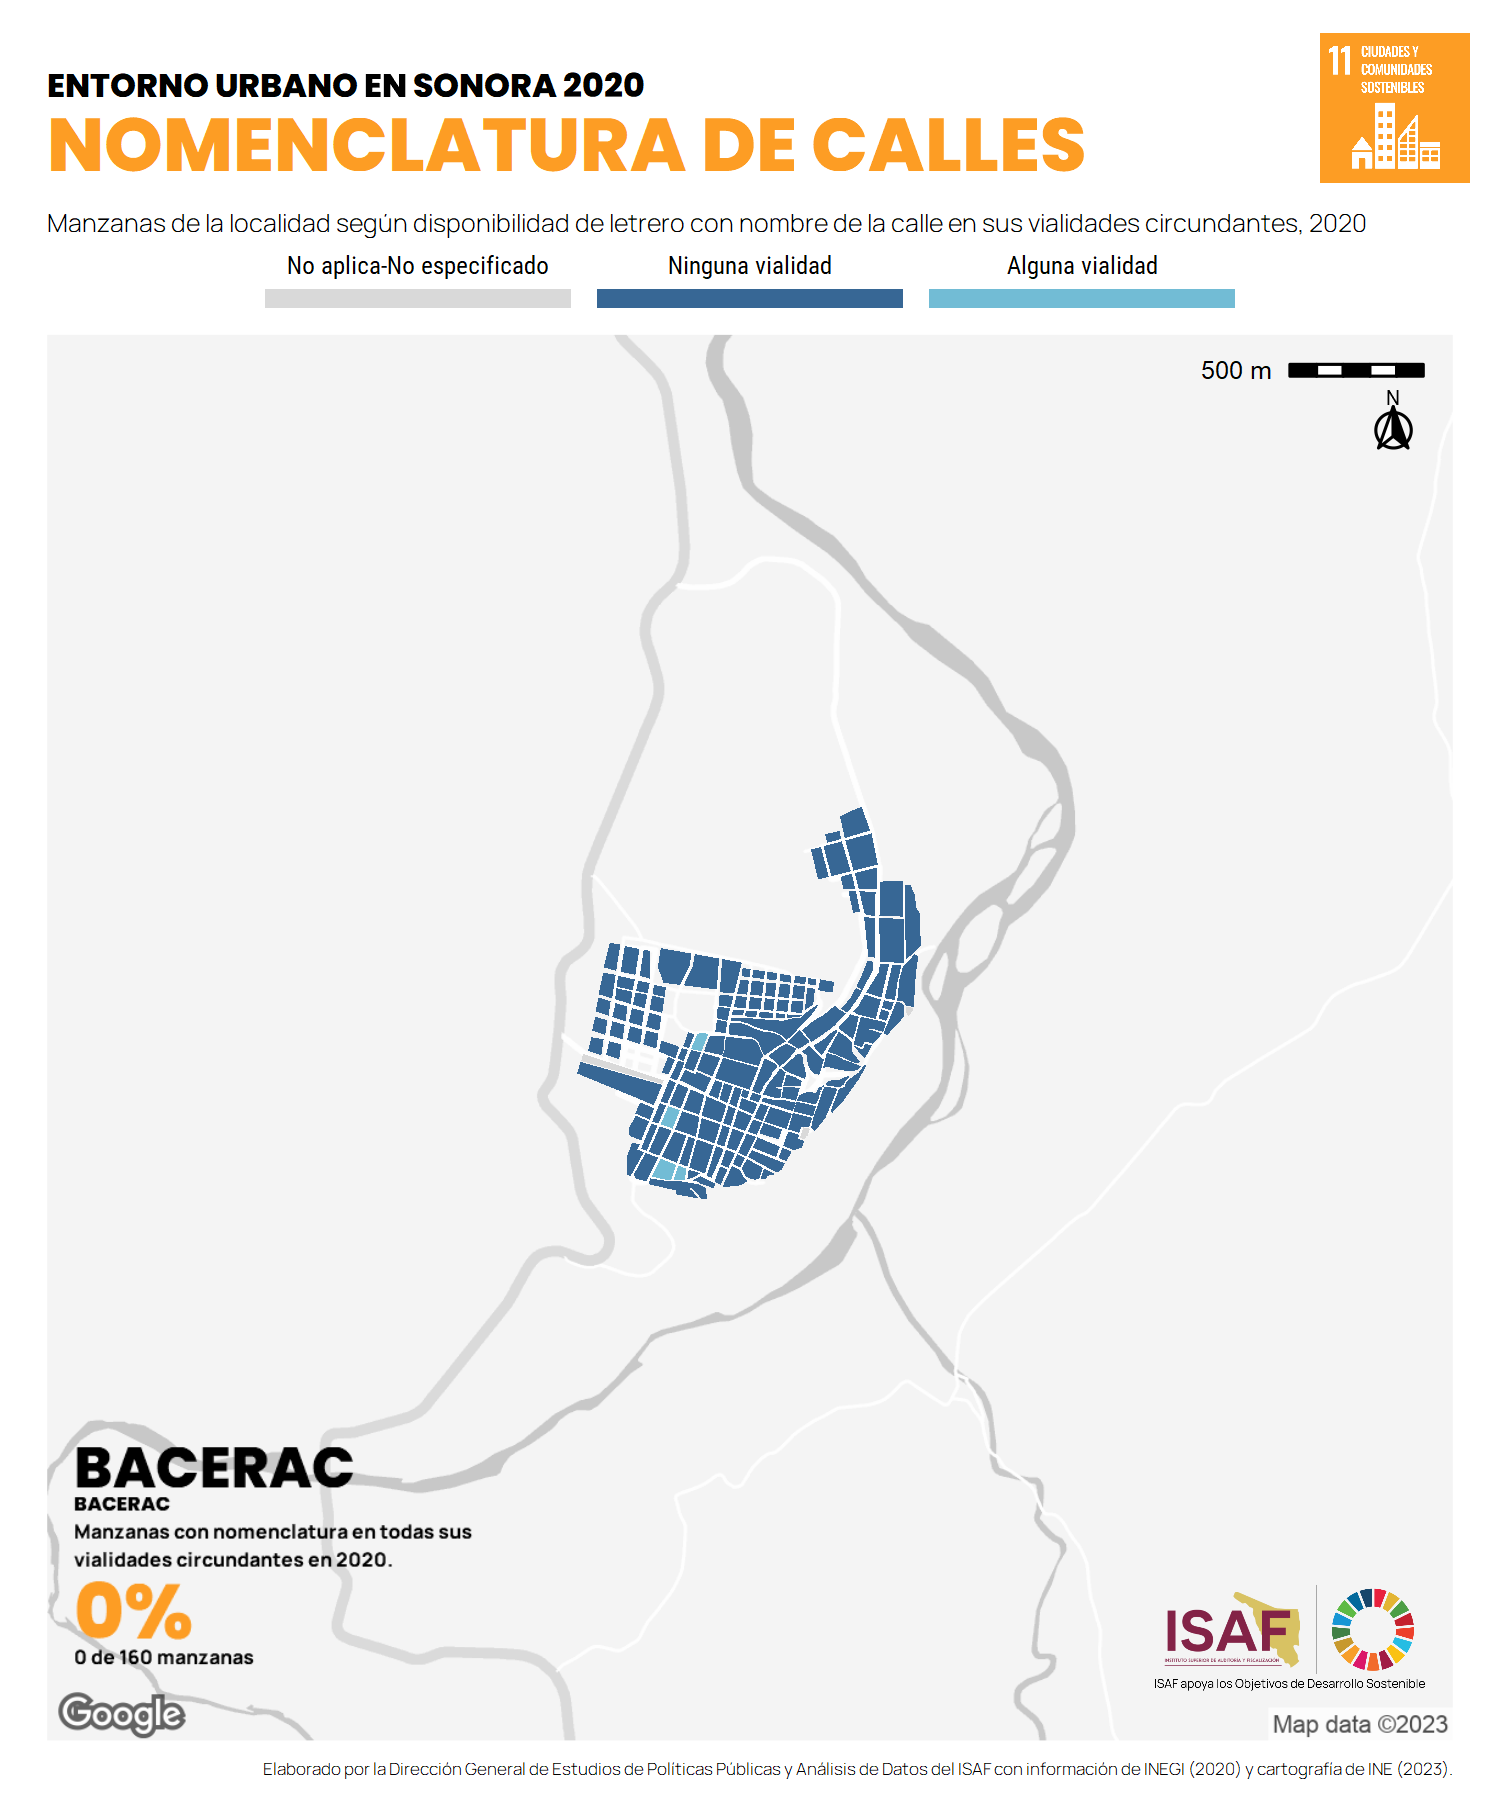 ENTORNO URBANO EN SONORA 2020
NOMENCLATURA DE CALLES
11 CIUDADES Y
COMUNIDADES
SOSTENIBLES
Manzanas de la localidad según disponibilidad de letrero con nombre de la calle en sus vialidades circundantes, 2020
No aplica-No especificado
Ninguna vialidad
Alguna vialidad
500 m
N
BACERAC
BACERAC
Manzanas con nomenclatura en todas sus
vialidades circundantes en 2020.
0%
0 de 160 manzanas
Google
ISAF
INSTITUTO SUPERIOR DE AUDITORÍA Y FISCALIZACIÓN
ISAF apoya los Objetivos de Desarrollo Sostenible
Map data ©2023
Elaborado por la Dirección General de Estudios de Políticas Públicas y Análisis de Datos del ISAF con información de INEGI (2020) y cartografía de INE (2023).